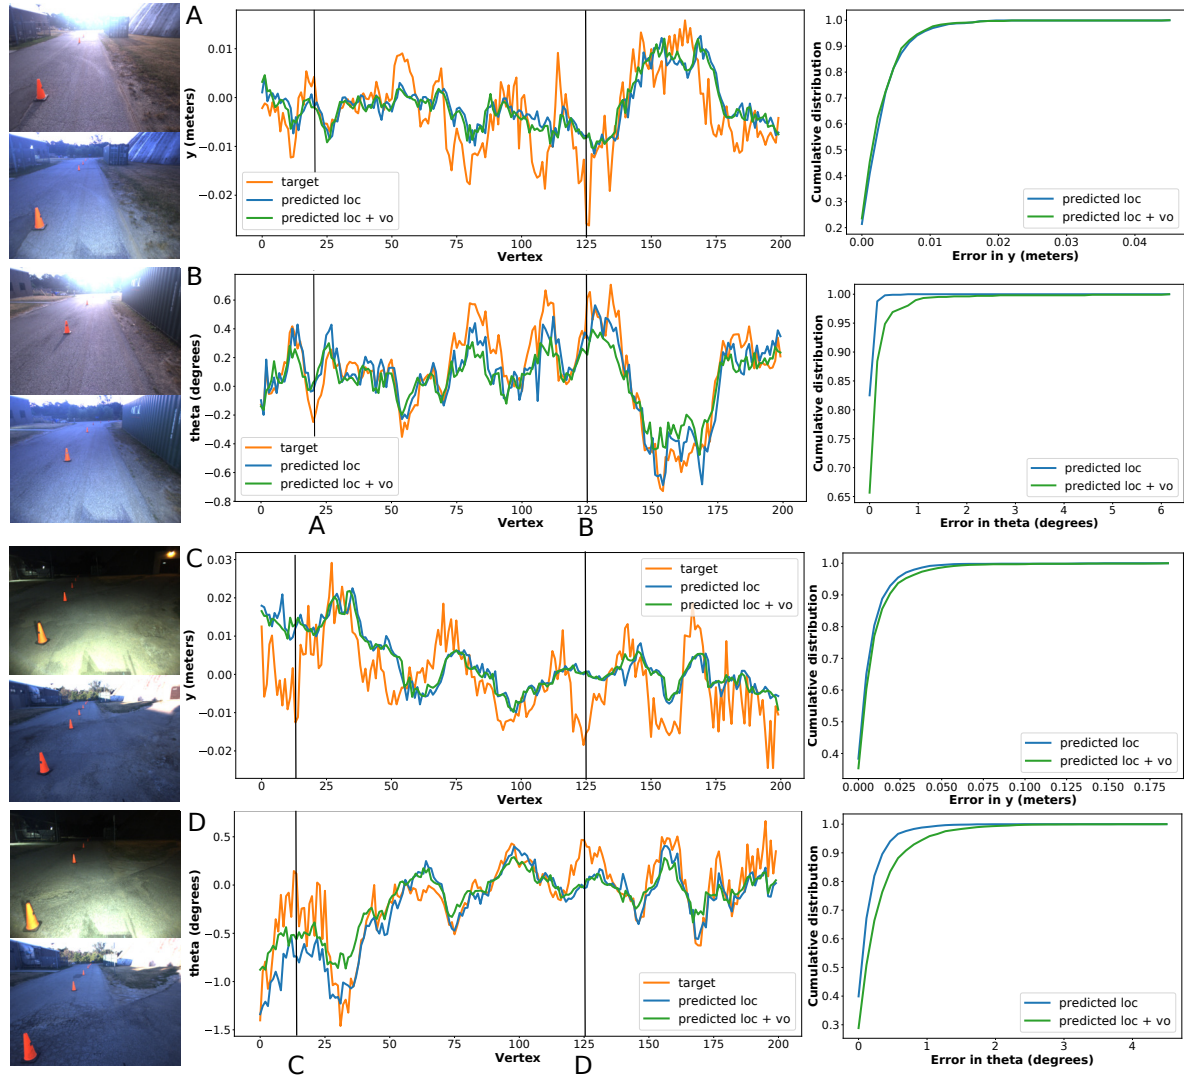 A
y (meters)
0.01
0.00
−0.01
−0.02
target
predicted loc
predicted loc + vo
0
25
50
75
100
125
150
175
200
Vertex
Cumulative distribution
1.0
0.9
0.8
0.7
0.6
0.5
0.4
0.3
0.2
predicted loc
predicted loc + vo
0.00
0.01
0.02
0.03
0.04
Error in y (meters)
B
theta (degrees)
0.6
0.4
0.2
0.0
−0.2
−0.4
−0.6
−0.8
target
predicted loc
predicted loc + vo
0
25
50
75
100
125
150
175
200
Vertex
A
B
Cumulative distribution
1.00
0.95
0.90
0.85
0.80
0.75
0.70
0.65
predicted loc
predicted loc + vo
0
1
2
3
4
5
6
Error in theta (degrees)
C
y (meters)
0.03
0.02
0.01
0.00
−0.01
−0.02
target
predicted loc
predicted loc + vo
0
25
50
75
100
125
150
175
200
Vertex
Cumulative distribution
1.0
0.9
0.8
0.7
0.6
0.5
0.4
predicted loc
predicted loc + vo
0.000
0.025
0.050
0.075
0.100
0.125
0.150
0.175
Error in y (meters)
D
theta (degrees)
0.5
0.0
−0.5
−1.0
−1.5
target
predicted loc
predicted loc + vo
0
25
50
75
100
125
150
175
200
Vertex
C
D
Cumulative distribution
1.0
0.9
0.8
0.7
0.6
0.5
0.4
0.3
predicted loc
predicted loc + vo
0
1
2
3
4
Error in theta (degrees)